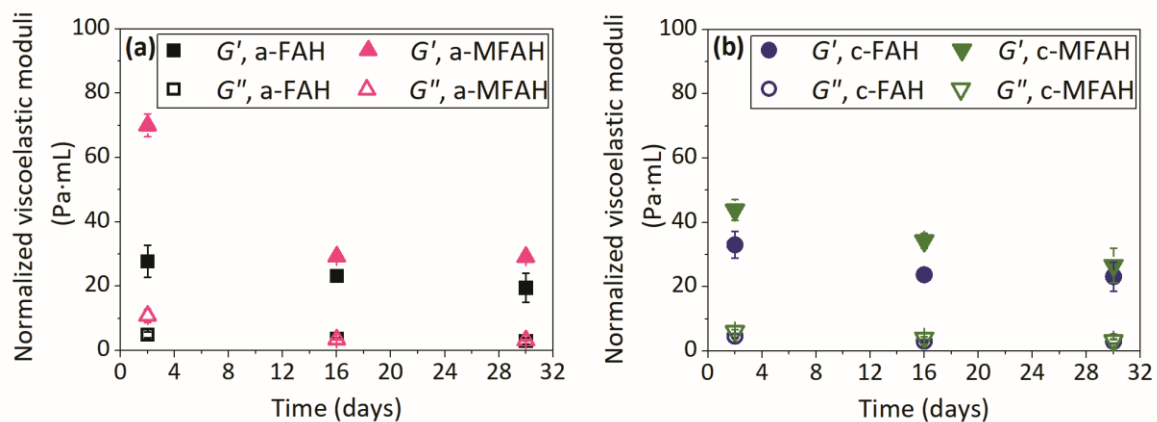 (a)
G', a-FAH
G', a-MFAH
G", a-FAH
G", a-MFAH
Normalized viscoelastic moduli
(Pa·mL)
100
80
60
40
20
0
0 4 8 12 16 20 24 28 32
Time (days)
(b)
G', c-FAH
G', c-MFAH
G", c-FAH
G", c-MFAH
Normalized viscoelastic moduli
(Pa·mL)
100
80
60
40
20
0
0 4 8 12 16 20 24 28 32
Time (days)